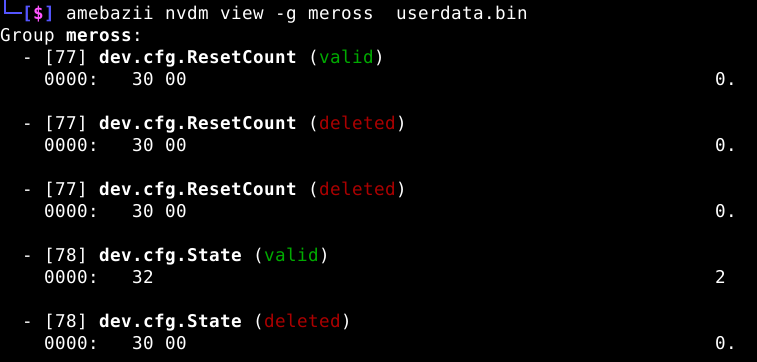 └─[$] amebazii nvdm view -g meross  userdata.bin
Group meross:
  - [77] dev.cfg.ResetCount (valid)
    0000:   30 00                                                0.
  - [77] dev.cfg.ResetCount (deleted)
    0000:   30 00                                                0.
  - [77] dev.cfg.ResetCount (deleted)
    0000:   30 00                                                0.
  - [78] dev.cfg.State (valid)
    0000:   32                                                   2
  - [78] dev.cfg.State (deleted)
    0000:   30 00                                                0.